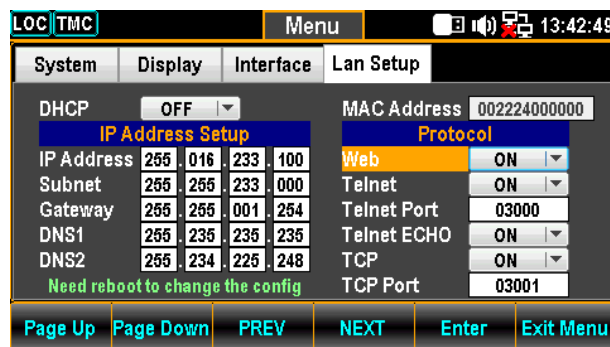 LOC TMC Menu 13:42:49
System Display Interface Lan Setup
DHCP OFF MAC Address 002224000000
IP Address Setup Protocol
IP Address 255 . 016 . 233 . 100 Web ON
Subnet 255 . 255 . 233 . 000 Telnet ON
Gateway 255 . 255 . 001 . 254 Telnet Port 03000
DNS1 255 . 235 . 235 . 235 Telnet ECHO ON
DNS2 255 . 234 . 225 . 248 TCP ON
Need reboot to change the config TCP Port 03001
Page Up Page Down PREV NEXT Enter Exit Menu